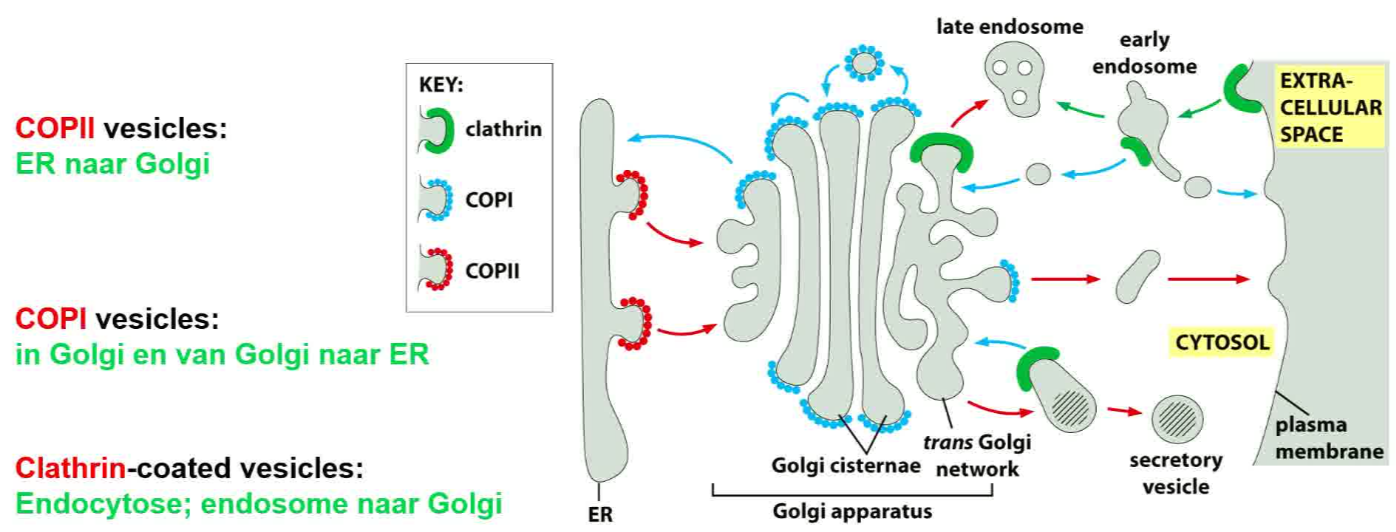 COPII vesicles:
ER naar Golgi
COPI vesicles:
in Golgi en van Golgi naar ER
Clathrin-coated vesicles:
Endocytose; endosome naar Golgi
KEY:
clathrin
COPI
COPII
late endosome
early
endosome
EXTRA-
CELLULAR
SPACE
CYTOSOL
plasma
membrane
secretory
vesicle
trans Golgi
network
Golgi cisternae
Golgi apparatus
ER